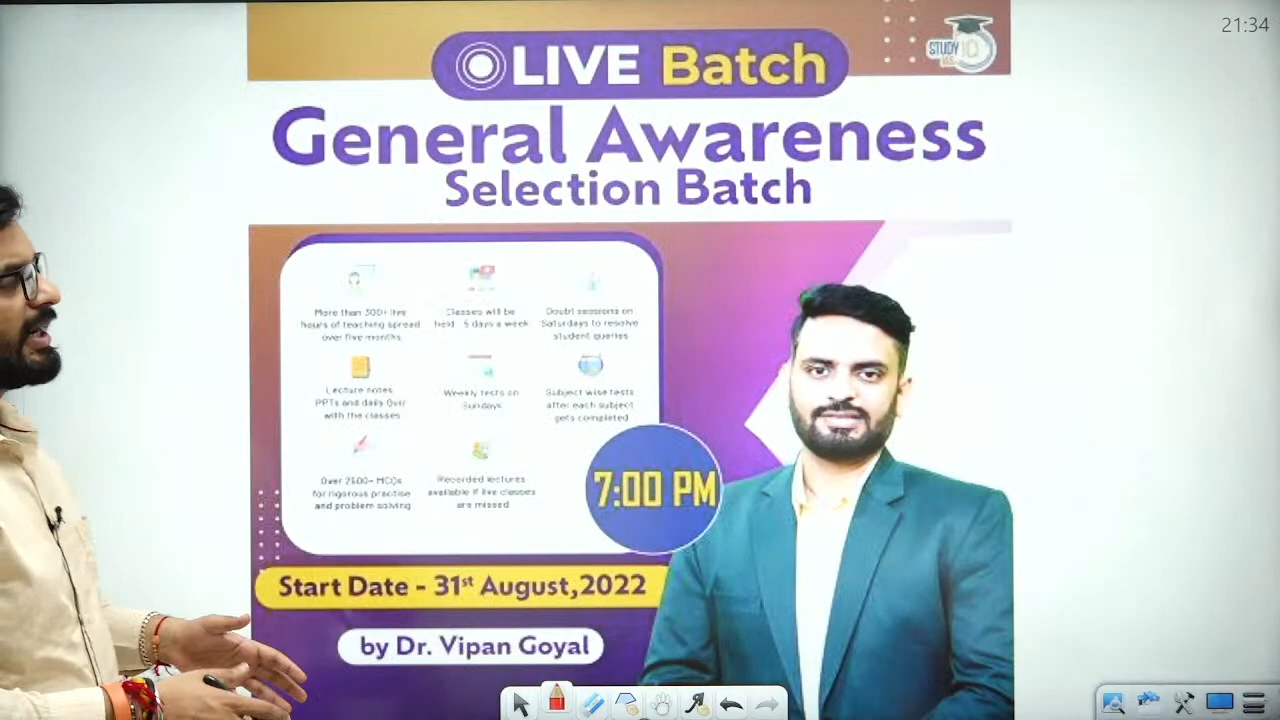 21:34
STUDY IQ
LIVE Batch
General Awareness
Selection Batch
More than 300+ live
hours of teaching spread
over five months.
Classes will be
held 5 days a week
Doubt sessions on
Saturdays to resolve
student queries
Lecture notes,
PPTs and daily Quiz
with the classes
Weekly tests on
Sundays.
Subject wise tests
after each subject
gets completed
Over 2500+ MCQs
for rigorous practise
and problem solving
Recorded lectures
available if live classes
are missed
7:00 PM
Start Date - 31st August,2022
by Dr. Vipan Goyal